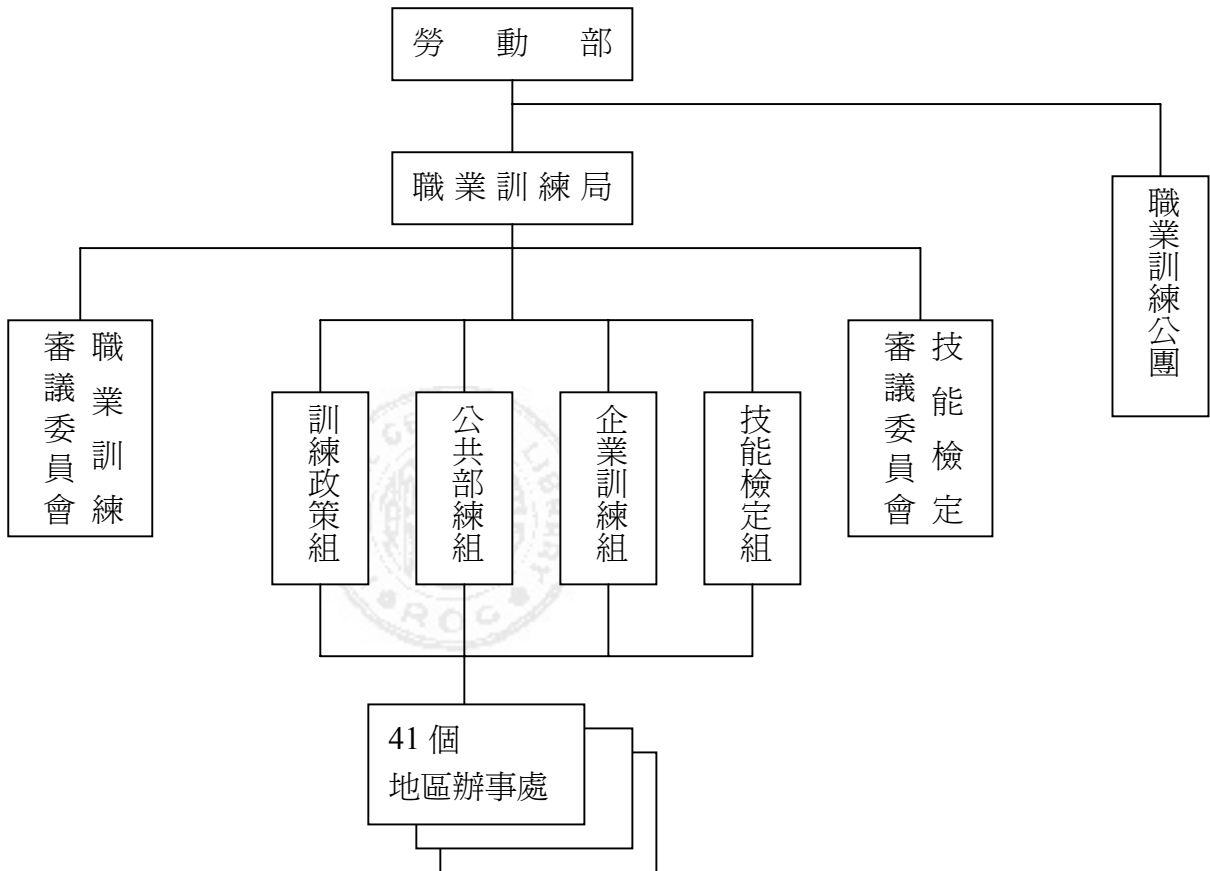 勞動部
職業訓練局
職業訓練公團
職業訓練
審議委員會
訓練政策組
公共部練組
企業訓練組
技能檢定組
技能檢定
審議委員會
41 個
地區辦事處